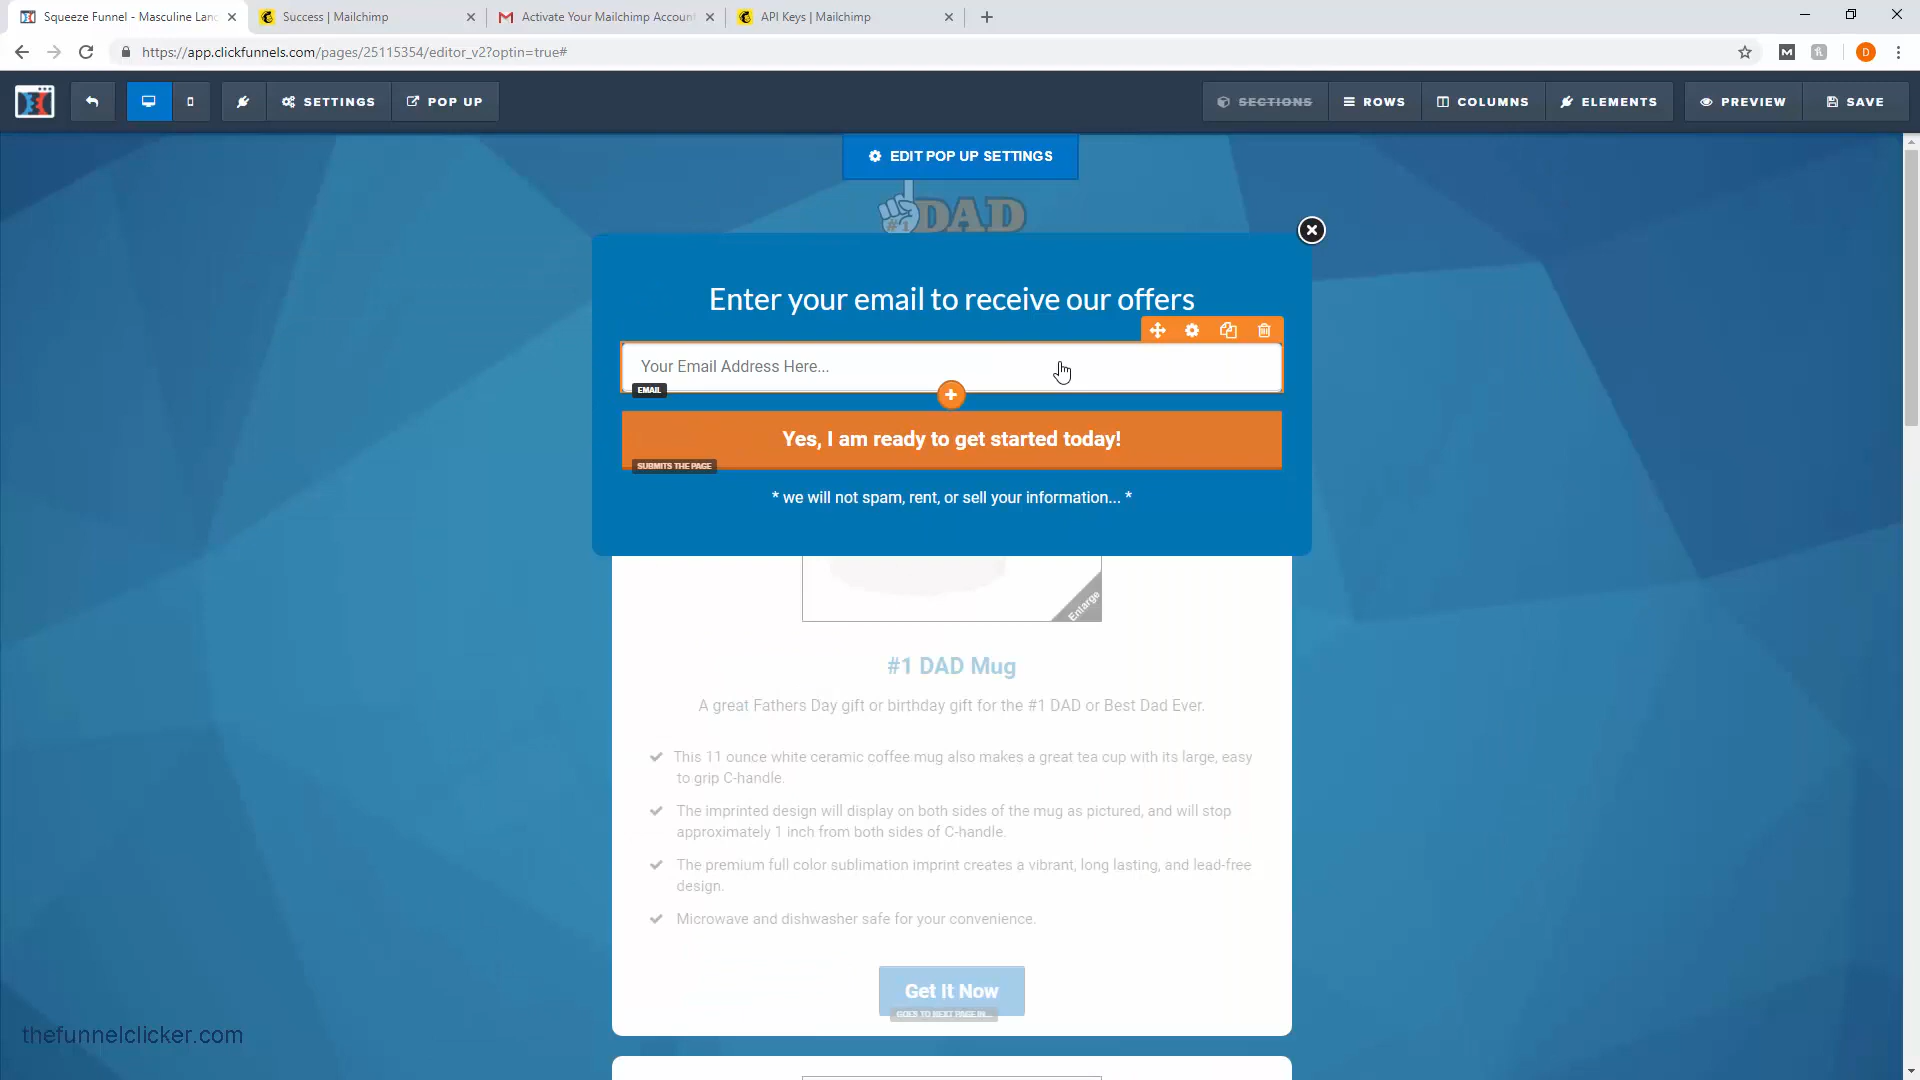 Squeeze Funnel - Masculine Lan
Success | Mailchimp
Activate Your Mailchimp Accoun
API Keys | Mailchimp
https://app.clickfunnels.com/pages/25115354/editor_v2?optin=true#
D
SETTINGS
POP UP
SECTIONS
ROWS
COLUMNS
ELEMENTS
PREVIEW
SAVE
EDIT POP UP SETTINGS
#1 DAD
Enter your email to receive our offers
Your Email Address Here...
EMAIL
Yes, I am ready to get started today!
SUBMITS THE PAGE
* we will not spam, rent, or sell your information... *
Enlarge
#1 DAD Mug
A great Fathers Day gift or birthday gift for the #1 DAD or Best Dad Ever.
This 11 ounce white ceramic coffee mug also makes a great tea cup with its large, easy
to grip C-handle.
The imprinted design will display on both sides of the mug as pictured, and will stop
approximately 1 inch from both sides of C-handle.
The premium full color sublimation imprint creates a vibrant, long lasting, and lead-free
design.
Microwave and dishwasher safe for your convenience.
Get It Now
GOES TO NEXT PAGE IN...
thefunnelclicker.com